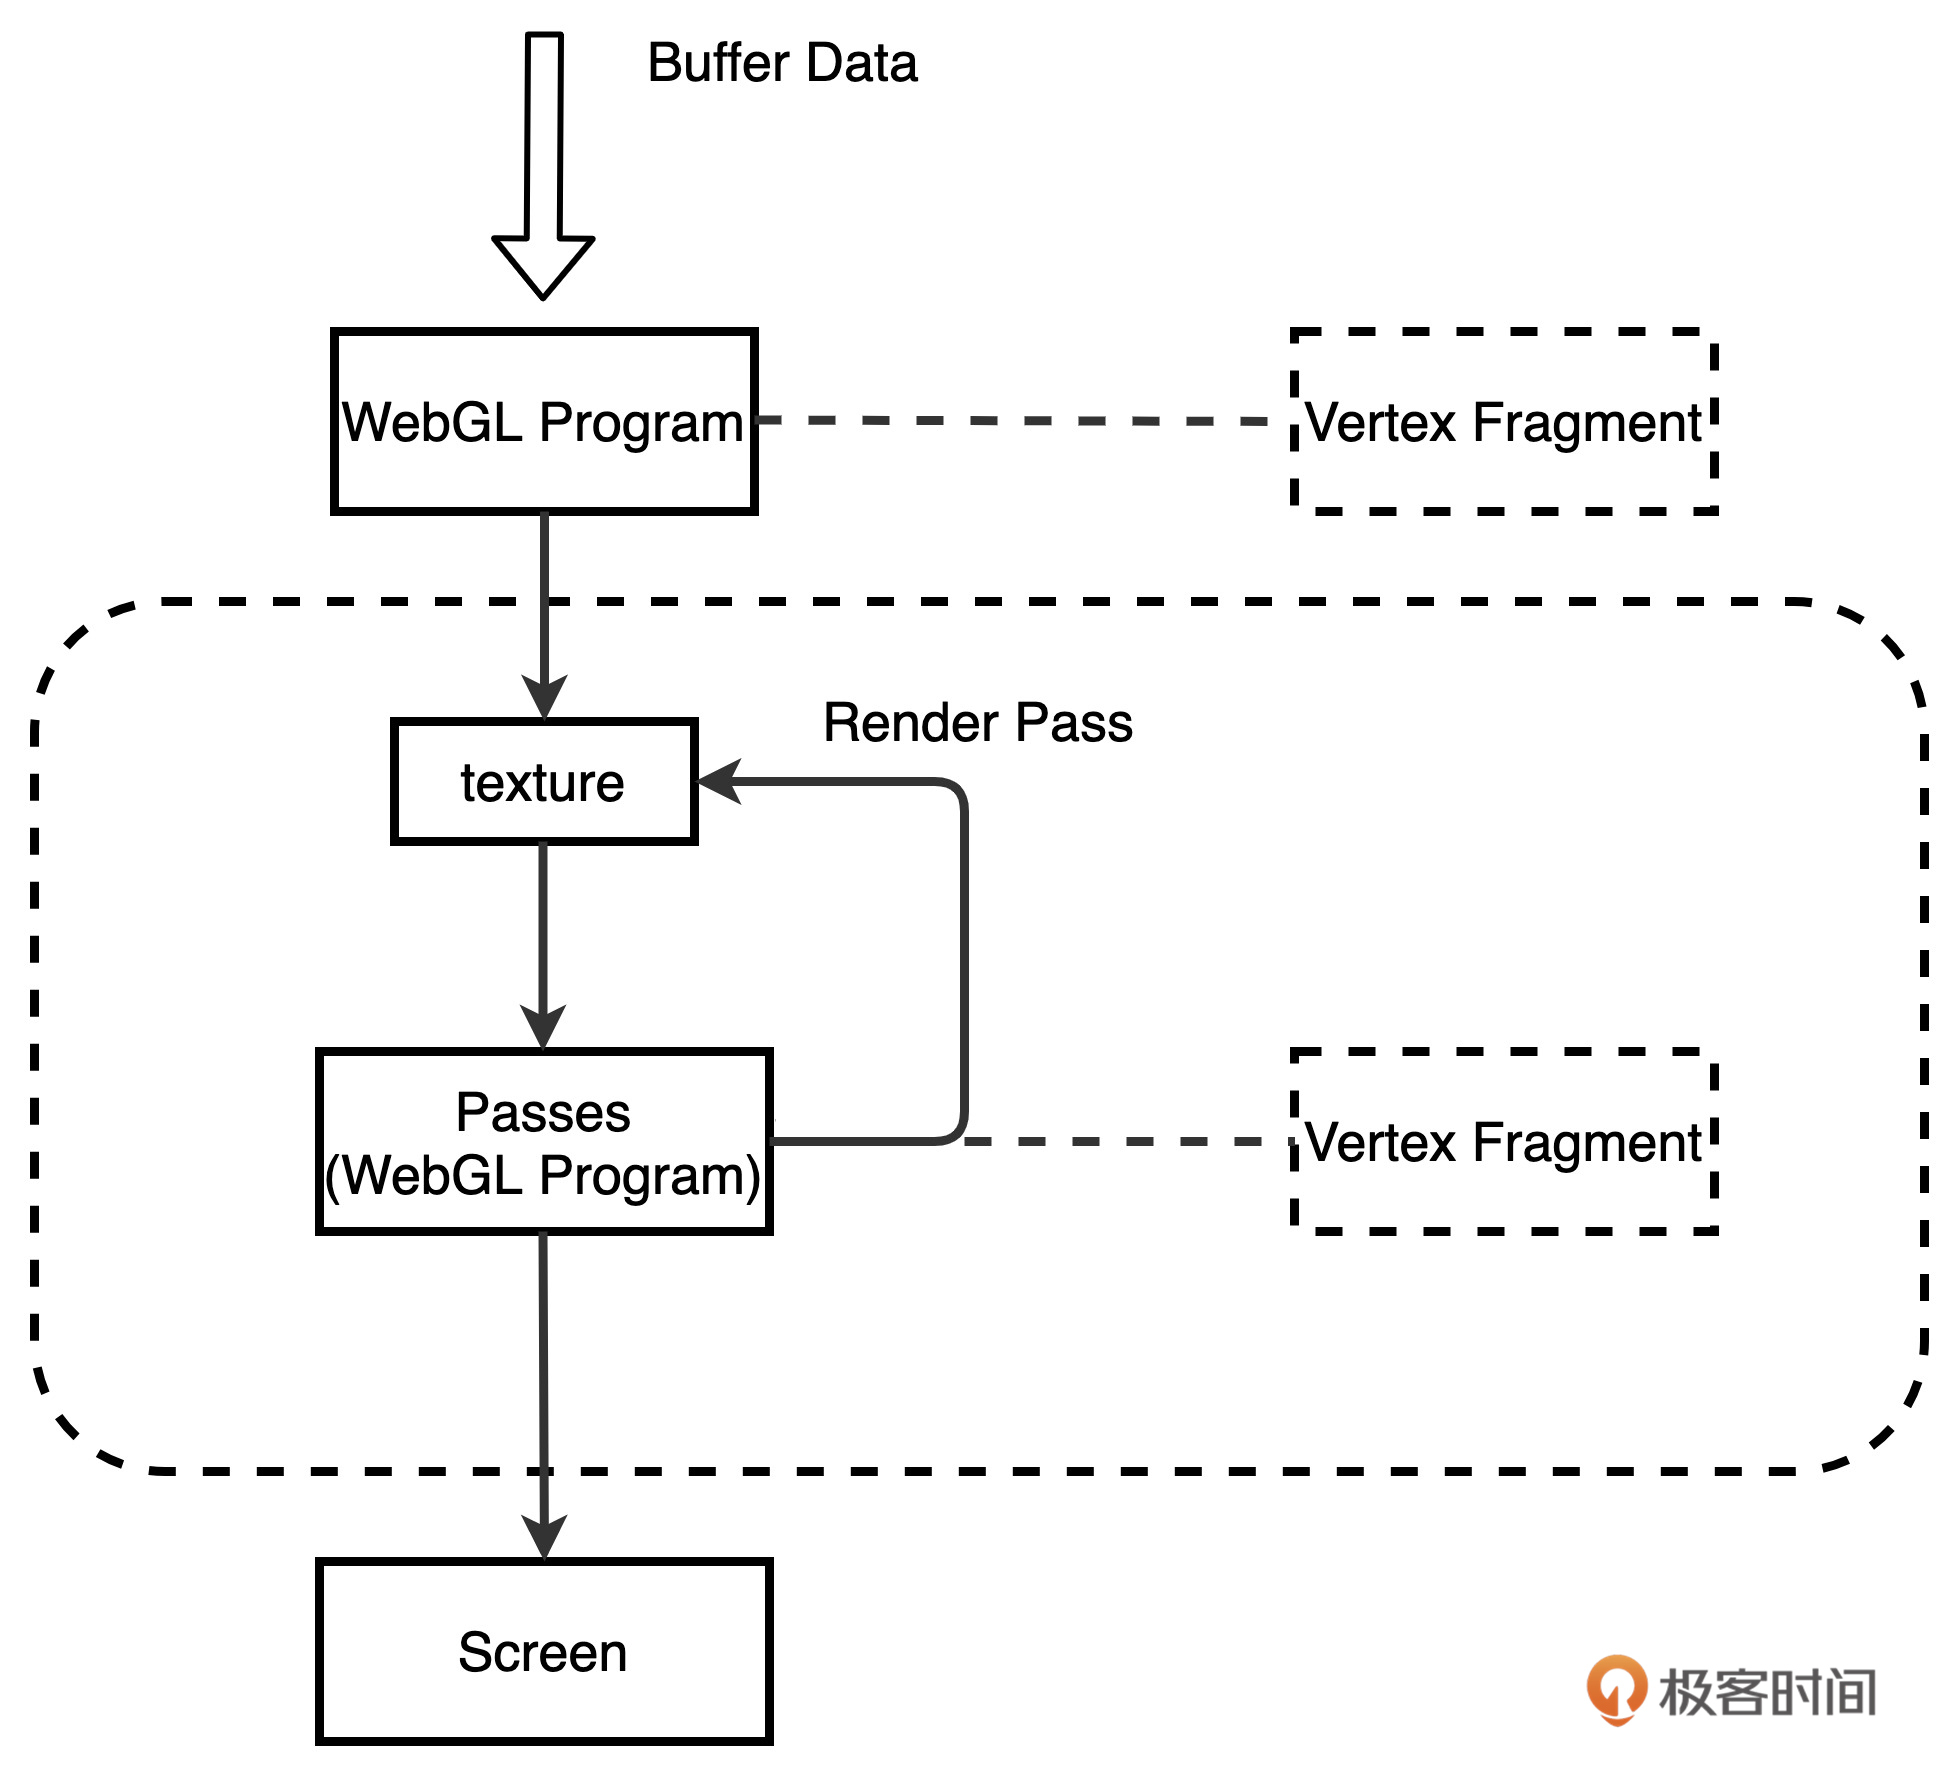 Buffer Data
WebGL Program
Vertex Fragment
Render Pass
texture
Passes
(WebGL Program)
Vertex Fragment
Screen
极客时间